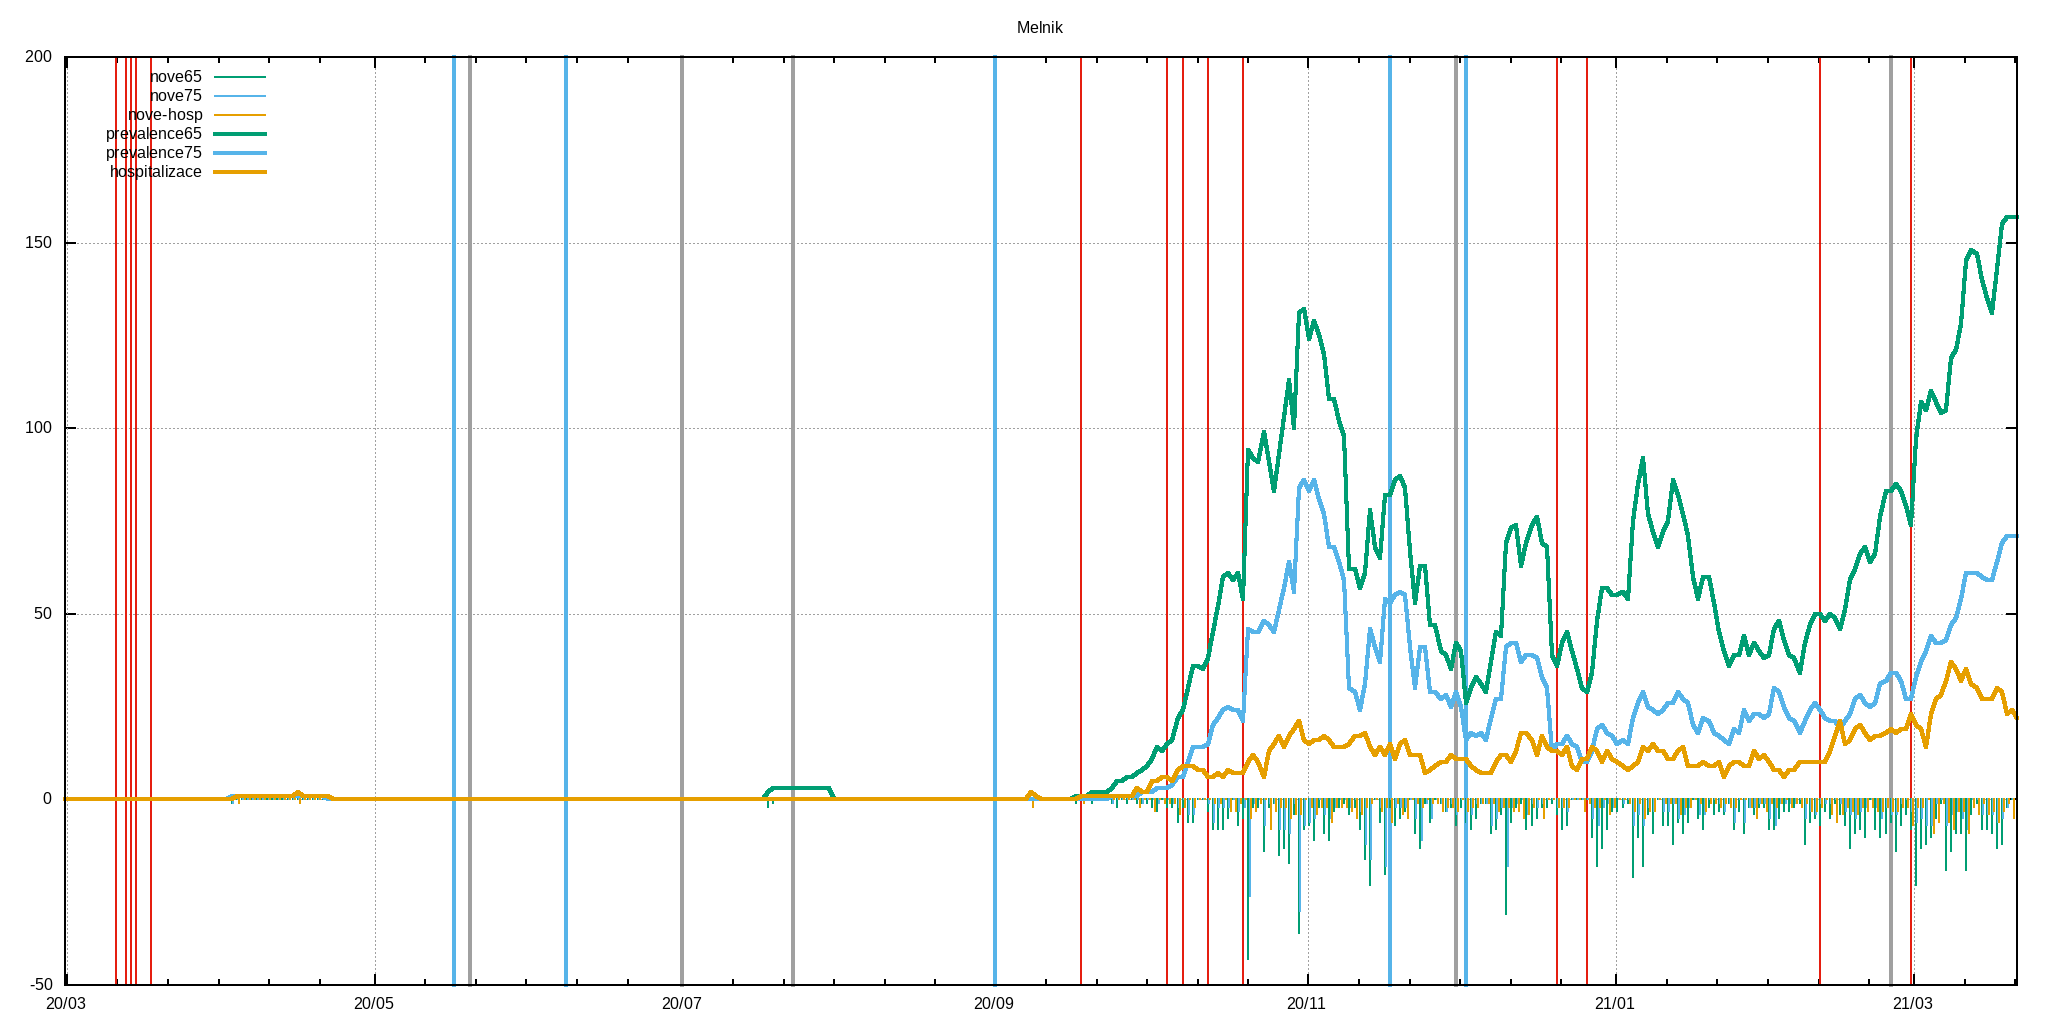 Melnik
200
150
100
50
0
-50
nove65
nove75
nove-hosp
prevalence65
prevalence75
hospitalizace
20/03 20/05 20/07 20/09 20/11 21/01 21/03